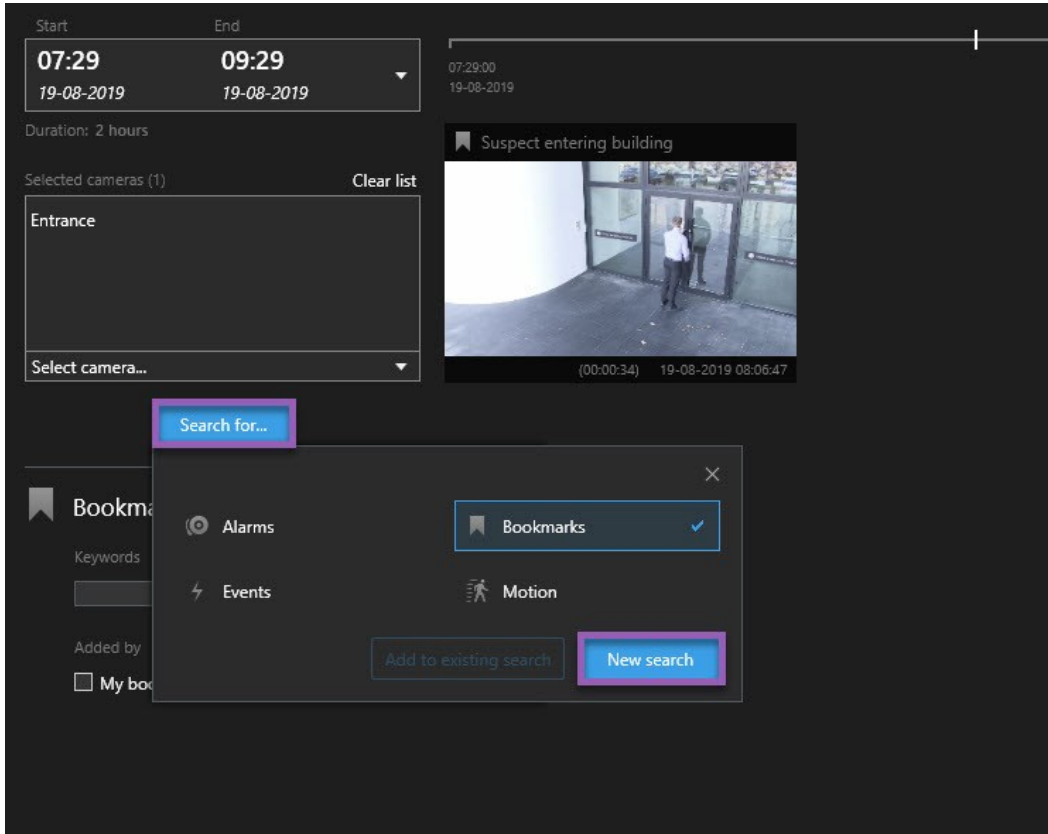 Start End
07:29 09:29
19-08-2019 19-08-2019
Duration: 2 hours
Selected cameras (1) Clear list
Entrance
Select camera...
07:29:00
19-08-2019
Suspect entering building
(00:00:34) 19-08-2019 08:06:47
Search for...
Bookma
Keywords
Added by
My boo
Alarms Bookmarks
Events Motion
Add to existing search New search